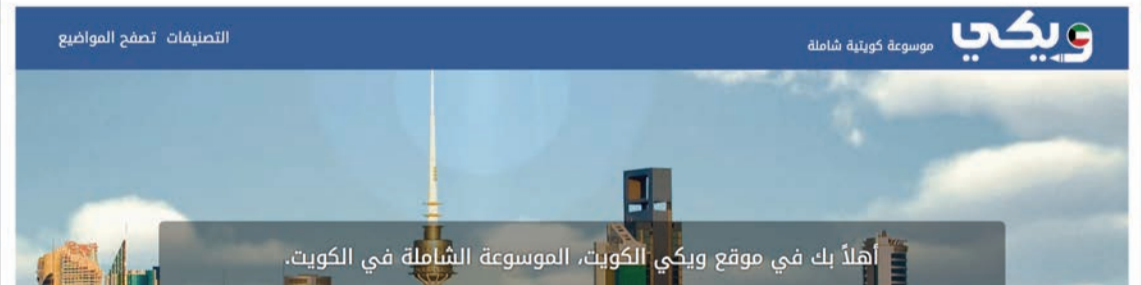 ويكي
موسوعة كويتية شاملة
التصنيفات تصفح المواضيع
أهلاً بك في موقع ويكي الكويت، الموسوعة الشاملة في الكويت.